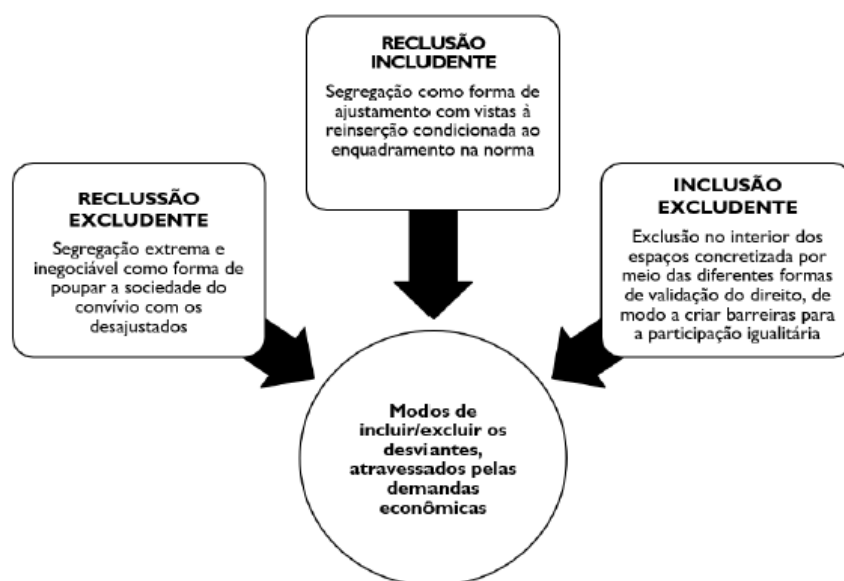 RECLUSÃO
INCLUDENTE
Segregação como forma de
ajustamento com vistas à
reinserção condicionada ao
enquadramento na norma
RECLUSSÃO
EXCLUDENTE
Segregação extrema e
inegociável como forma de
poupar a sociedade do
convívio com os
desajustados
INCLUSÃO
EXCLUDENTE
Exclusão no interior dos
espaços concretizada por
meio das diferentes formas
de validação do direito, de
modo a criar barreiras para
a participação igualitária
Modos de
incluir/excluir os
desviantes,
atravessados pelas
demandas
econômicas